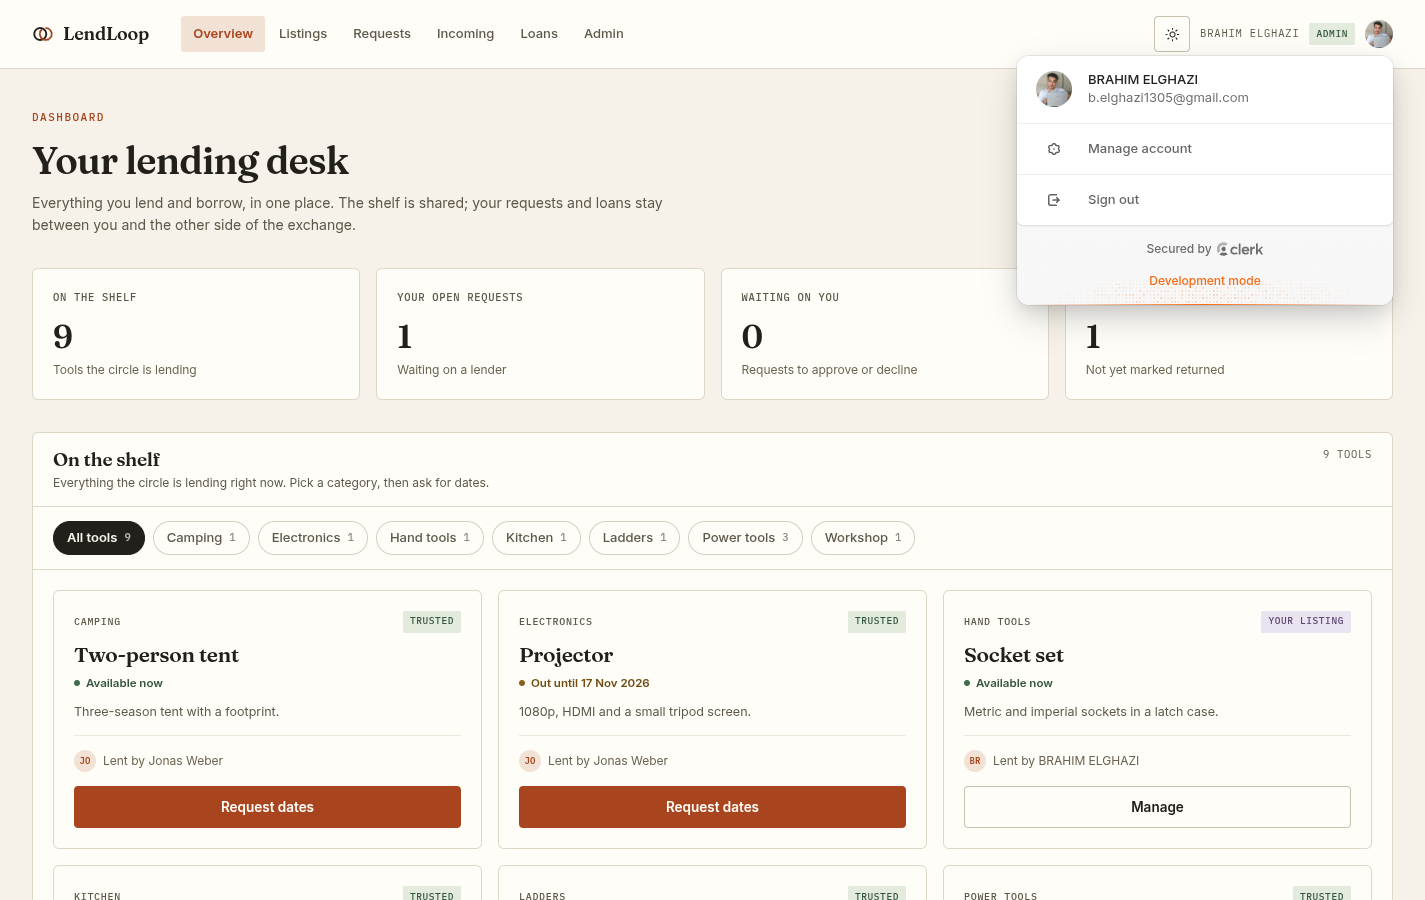 LendLoop
Overview
Listings
Requests
Incoming
Loans
Admin
BRAHIM ELGHAZI
ADMIN
BRAHIM ELGHAZI
b.elghazi1305@gmail.com
Manage account
Sign out
Secured by clerk
Development mode
DASHBOARD
Your lending desk
Everything you lend and borrow, in one place. The shelf is shared; your requests and loans stay
between you and the other side of the exchange.
ON THE SHELF
9
Tools the circle is lending
YOUR OPEN REQUESTS
1
Waiting on a lender
WAITING ON YOU
0
Requests to approve or decline
1
Not yet marked returned
On the shelf
Everything the circle is lending right now. Pick a category, then ask for dates.
9 TOOLS
All tools 9
Camping 1
Electronics 1
Hand tools 1
Kitchen 1
Ladders 1
Power tools 3
Workshop 1
CAMPING
TRUSTED
Two-person tent
Available now
Three-season tent with a footprint.
JO
Lent by Jonas Weber
Request dates
ELECTRONICS
TRUSTED
Projector
Out until 17 Nov 2026
1080p, HDMI and a small tripod screen.
JO
Lent by Jonas Weber
Request dates
HAND TOOLS
YOUR LISTING
Socket set
Available now
Metric and imperial sockets in a latch case.
BR
Lent by BRAHIM ELGHAZI
Manage
KITCHEN
TRUSTED
LADDERS
TRUSTED
POWER TOOLS
TRUSTED